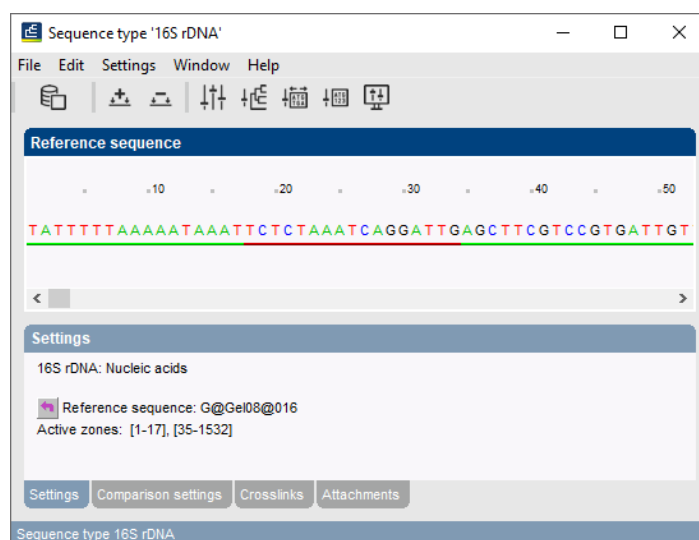 Sequence type '16S rDNA'
File Edit Settings Window Help
Reference sequence
10 20 30 40 50
TATTTTTAAAAATAAATTCTCTAAATCAGGATTGAGCTTCGTCCGTGATTGT
Settings
16S rDNA: Nucleic acids
Reference sequence: G@Gel08@016
Active zones: [1-17], [35-1532]
Settings Comparison settings Crosslinks Attachments
Sequence type 16S rDNA